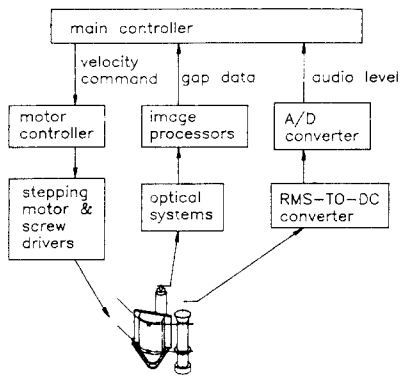 main controller
velocity
command
gap data
audio level
motor
controller
image
processors
A/D
converter
stepping
motor &
screw
drivers
optical
systems
RMS-TO-DC
converter